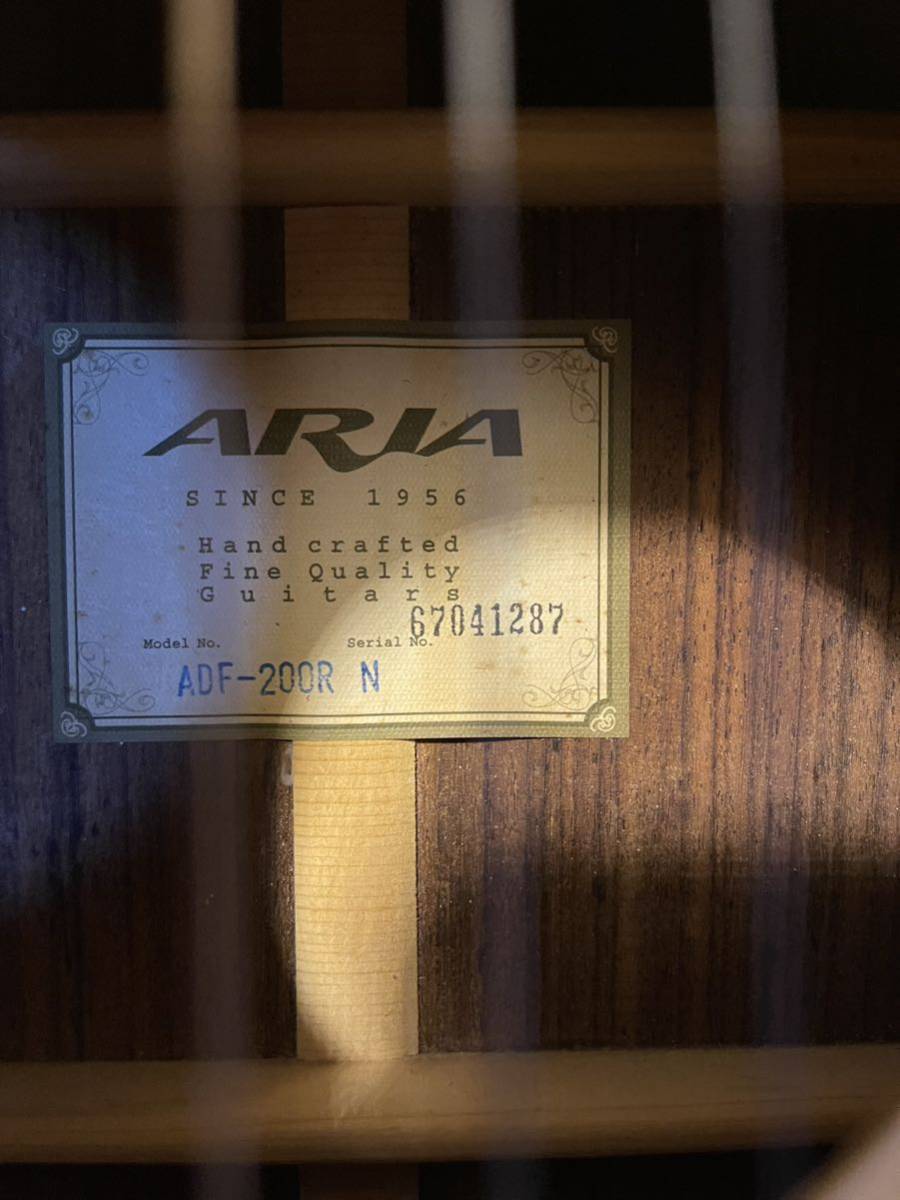 ARIA
SINCE 1956
Hand crafted
Fine Quality
Guitars
67041287
Model No. Serial No.
ADF-200R N